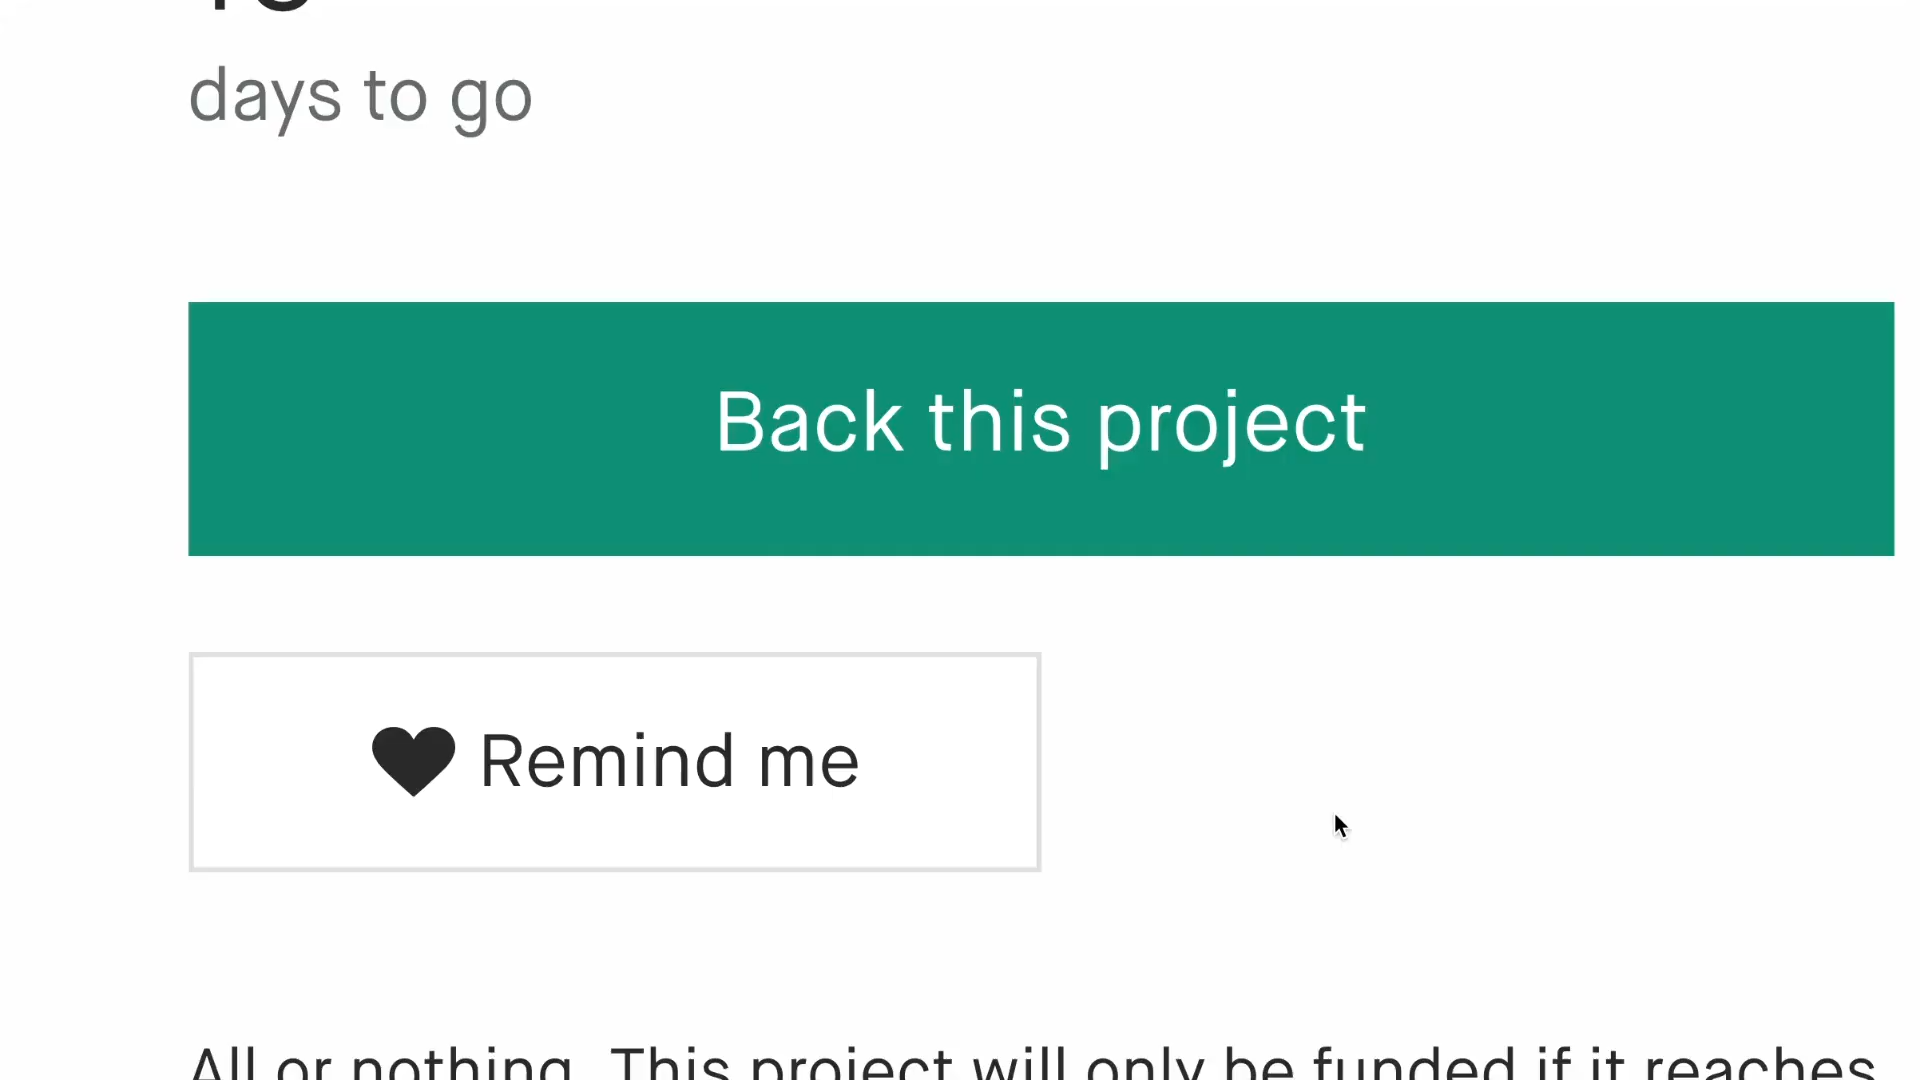 days to go
Back this project
Remind me
All or nothing. This project will only be funded if it reaches